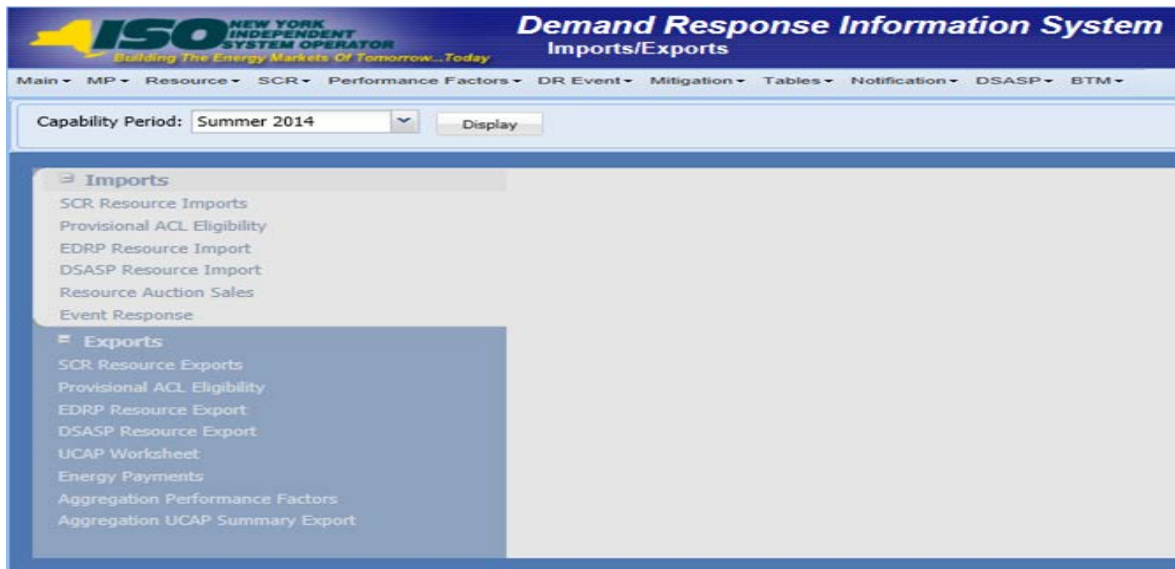 ISO NEW YORK
INDEPENDENT
SYSTEM OPERATOR
Building The Energy Markets Of Tomorrow...Today
Demand Response Information System
Imports/Exports
Main MP Resource SCR Performance Factors DR Event Mitigation Tables Notification DSASP BTM
Capability Period: Summer 2014 Display
Imports
SCR Resource Imports
Provisional ACL Eligibility
EDRP Resource Import
DSASP Resource Import
Resource Auction Sales
Event Response
Exports
SCR Resource Exports
Provisional ACL Eligibility
EDRP Resource Export
DSASP Resource Export
UCAP Worksheet
Energy Payments
Aggregation Performance Factors
Aggregation UCAP Summary Export